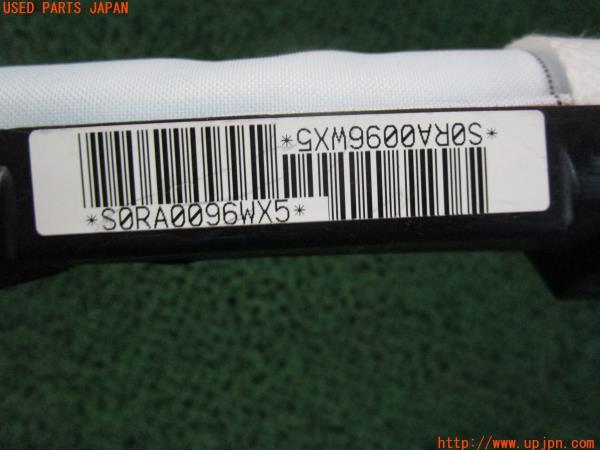 USED PARTS JAPAN
*S0RA0096WX5*
*S0RA0096WX5*
http://www.upjpn.com/